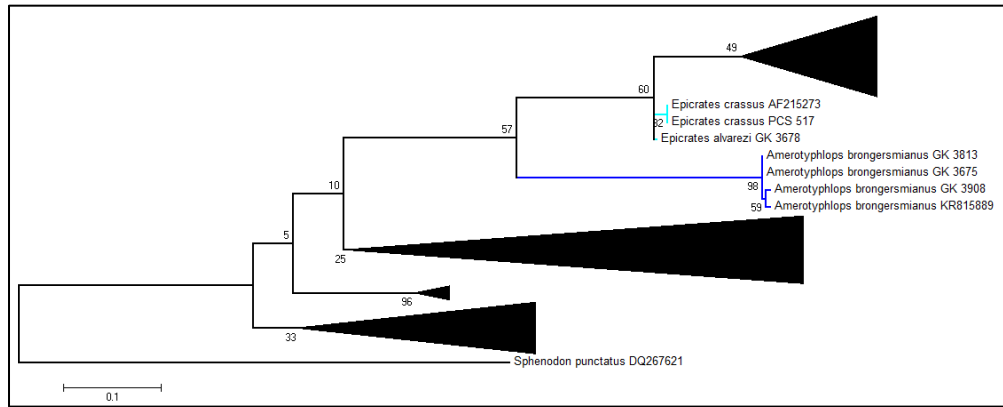 49
60
Epicrates crassus AF215273
82
Epicrates crassus PCS 517
57
Epicrates alvarezi GK 3678
Amerotyphlops brongersmianus GK 3813
Amerotyphlops brongersmianus GK 3675
98
Amerotyphlops brongersmianus GK 3908
10
59
Amerotyphlops brongersmianus KR815889
5
25
96
33
Sphenodon punctatus DQ267621
0.1